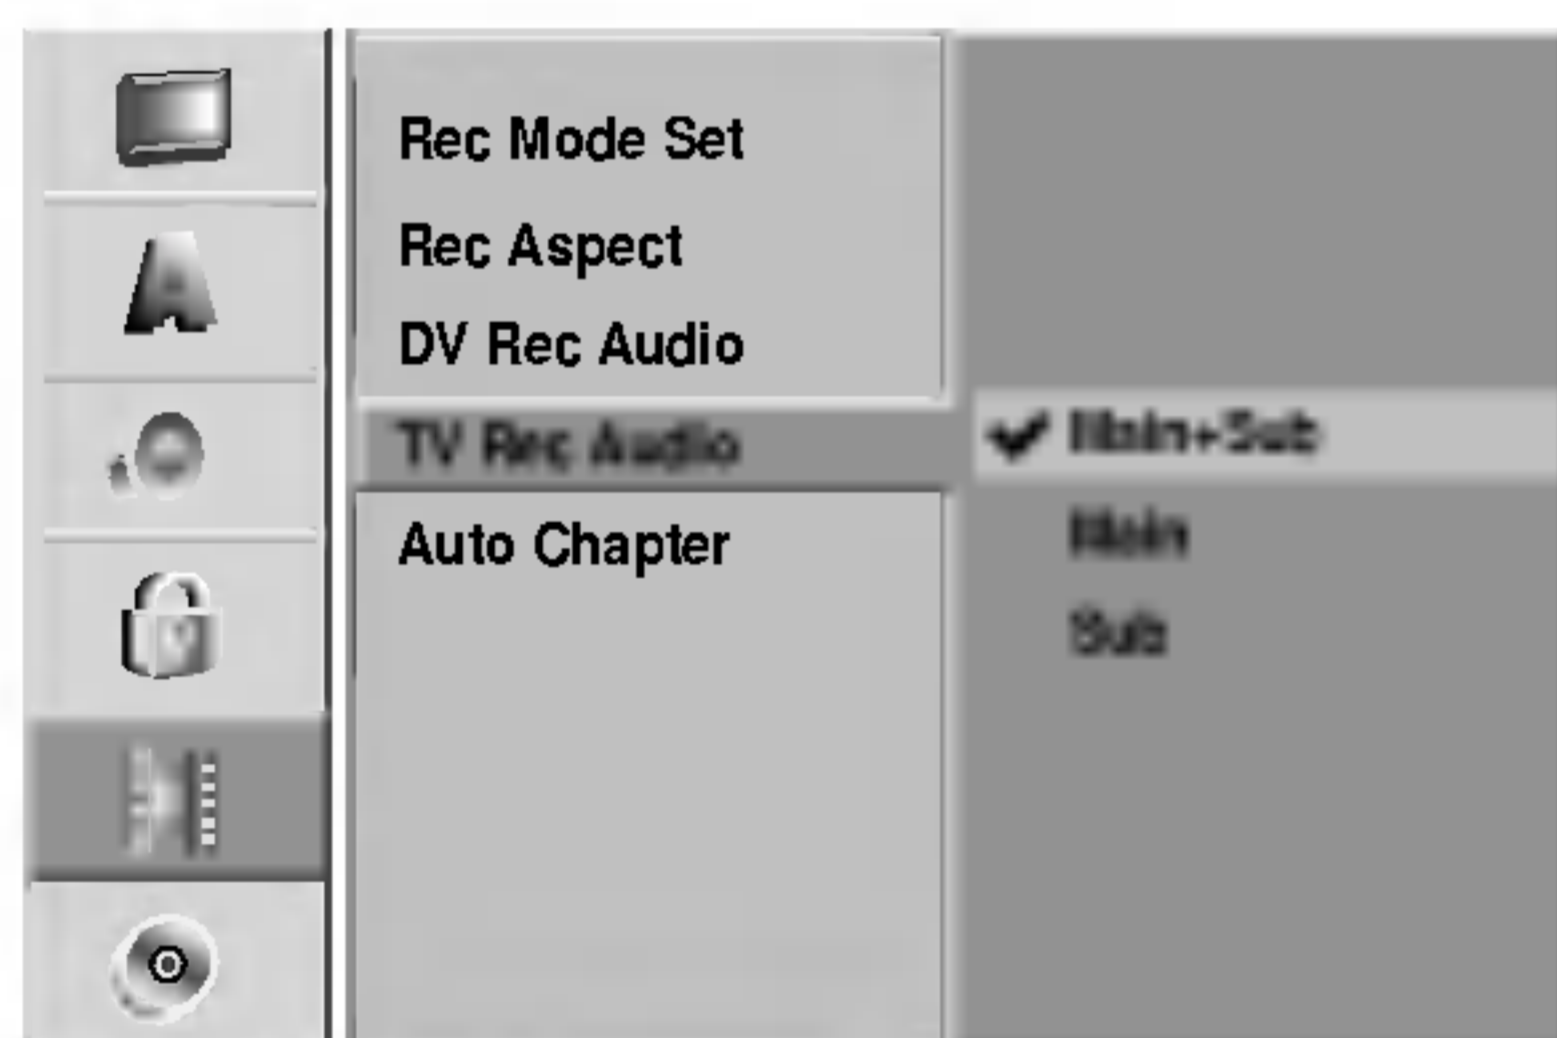 Rec Mode Set
Rec Aspect
DV Rec Audio
TV Rec Audio
Auto Chapter
Main+Sub
Main
Sub